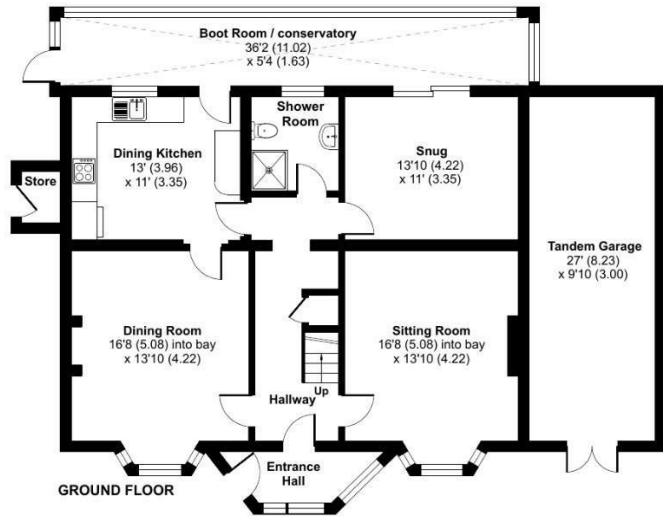 Boot Room / conservatory
36'2 (11.02)
x 5'4 (1.63)
Shower
Room
Dining Kitchen
13' (3.96)
x 11' (3.35)
Snug
13'10 (4.22)
x 11' (3.35)
Store
Tandem Garage
27' (8.23)
x 9'10 (3.00)
Dining Room
16'8 (5.08) into bay
x 13'10 (4.22)
Sitting Room
16'8 (5.08) into bay
x 13'10 (4.22)
Up
Hallway
Entrance
Hall
GROUND FLOOR